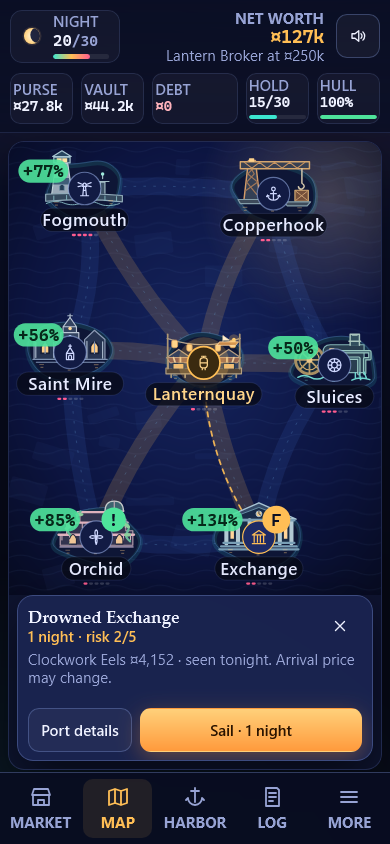 NIGHT
20/30
NET WORTH
¤127k
Lantern Broker at ¤250k
PURSE
¤27.8k
VAULT
¤44.2k
DEBT
¤0
HOLD
15/30
HULL
100%
+77%
Fogmouth
Copperhook
+56%
Saint Mire
Lanternquay
+50%
Sluices
+85%
!
Orchid
+134%
F
Exchange
Drowned Exchange
1 night · risk 2/5
Clockwork Eels ¤4,152 · seen tonight. Arrival price
may change.
Port details
Sail · 1 night
MARKET
MAP
HARBOR
LOG
MORE